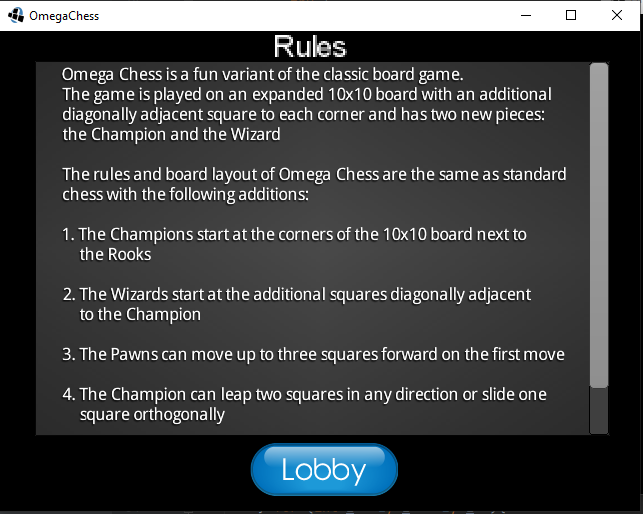 OmegaChess
Rules
Omega Chess is a fun variant of the classic board game.
The game is played on an expanded 10x10 board with an additional
diagonally adjacent square to each corner and has two new pieces:
the Champion and the Wizard
The rules and board layout of Omega Chess are the same as standard
chess with the following additions:
1. The Champions start at the corners of the 10x10 board next to
the Rooks
2. The Wizards start at the additional squares diagonally adjacent
to the Champion
3. The Pawns can move up to three squares forward on the first move
4. The Champion can leap two squares in any direction or slide one
square orthogonally
Lobby